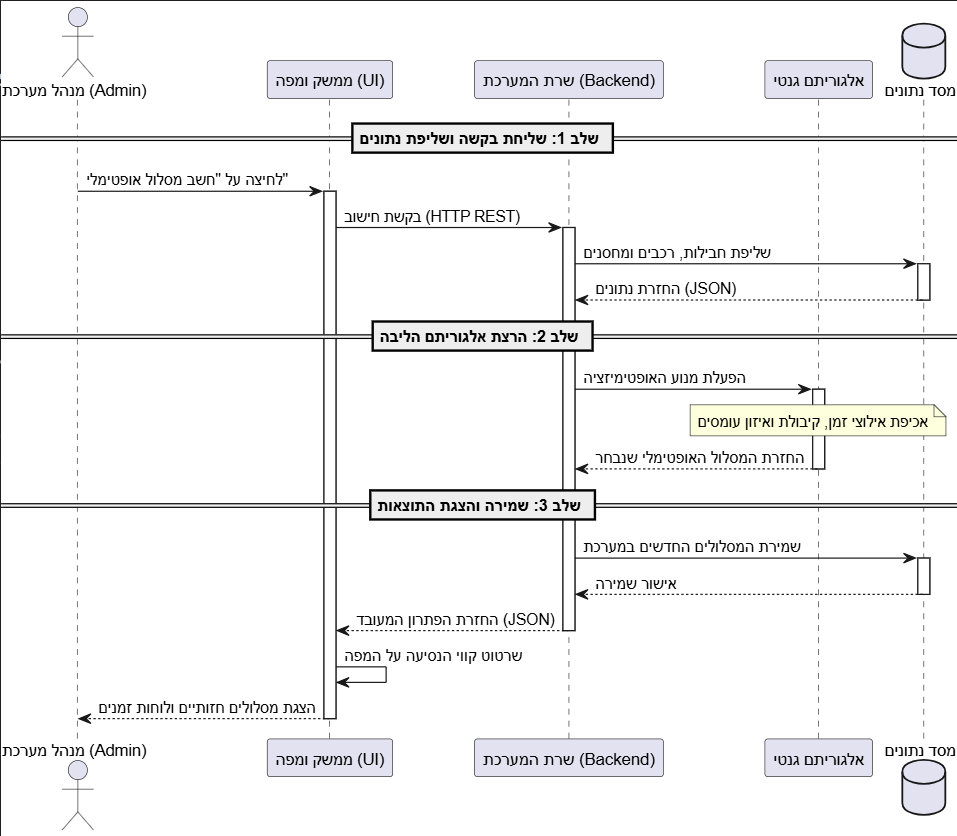 מנהל מערכת (Admin)
ממשק ומפה (UI)
שרת המערכת (Backend)
אלגוריתם גנטי
מסד נתונים
שלב 1: שליחת בקשה ושליפת נתונים
לחיצה על "חשב מסלול אופטימלי"
בקשת חישוב (HTTP REST)
שליפת חבילות, רכבים ומחסנים
החזרת נתונים (JSON)
שלב 2: הרצת אלגוריתם הליבה
הפעלת מנוע האופטימיזציה
אכיפת אילוצי זמן, קיבולת ואיזון עומסים
החזרת המסלול האופטימלי שנבחר
שלב 3: שמירה והצגת התוצאות
שמירת המסלולים החדשים במערכת
אישור שמירה
החזרת הפתרון המעובד (JSON)
שרטוט קווי הנסיעה על המפה
הצגת מסלולים חזותיים ולוחות זמנים
מנהל מערכת (Admin)
ממשק ומפה (UI)
שרת המערכת (Backend)
אלגוריתם גנטי
מסד נתונים